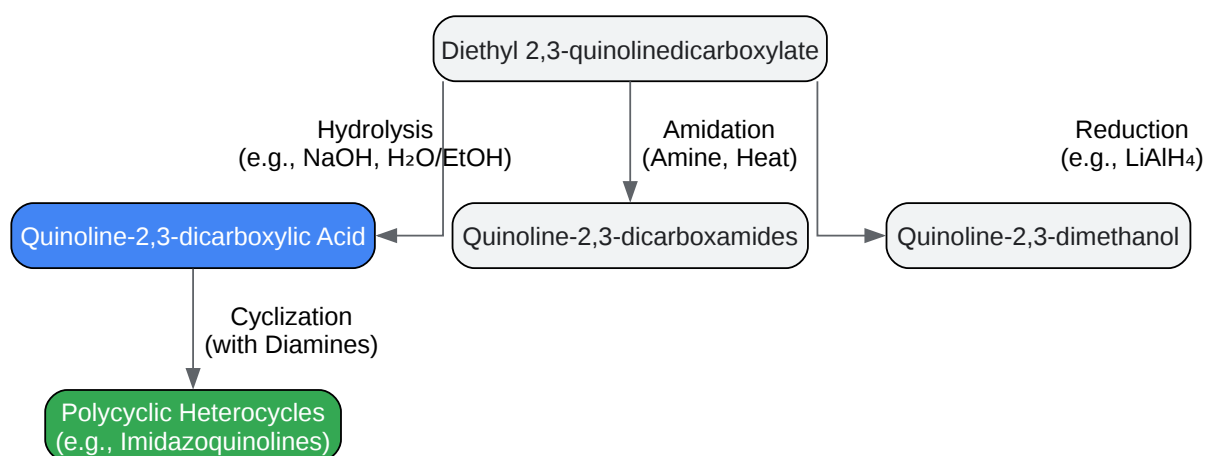 Diethyl 2,3-quinolinedicarboxylate
Hydrolysis
(e.g., NaOH, H₂O/EtOH)
Amidation
(Amine, Heat)
Reduction
(e.g., LiAlH₄)
Quinoline-2,3-dicarboxylic Acid
Quinoline-2,3-dicarboxamides
Quinoline-2,3-dimethanol
Cyclization
(with Diamines)
Polycyclic Heterocycles
(e.g., Imidazoquinolines)